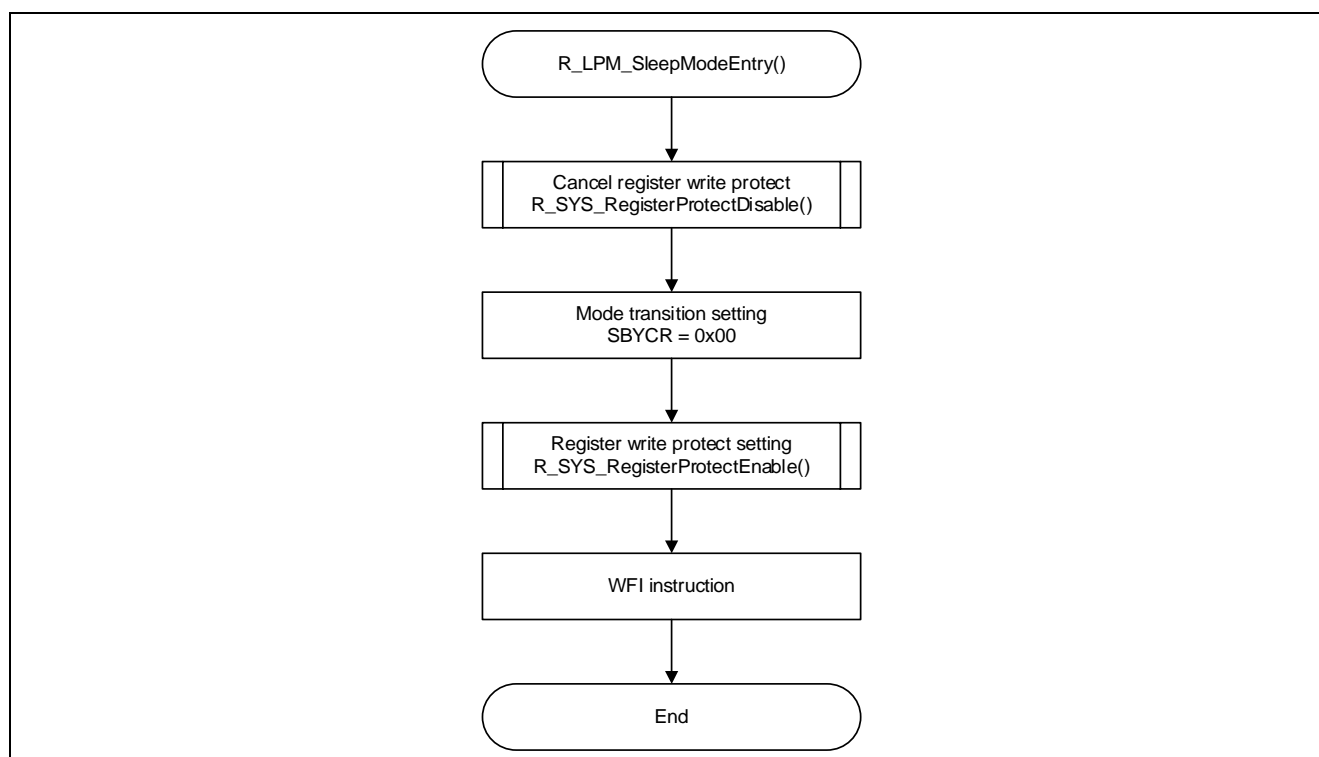 R_LPM_SleepModeEntry()
Cancel register write protect
R_SYS_RegisterProtectDisable()
Mode transition setting
SBYCR = 0x00
Register write protect setting
R_SYS_RegisterProtectEnable()
WFI instruction
End